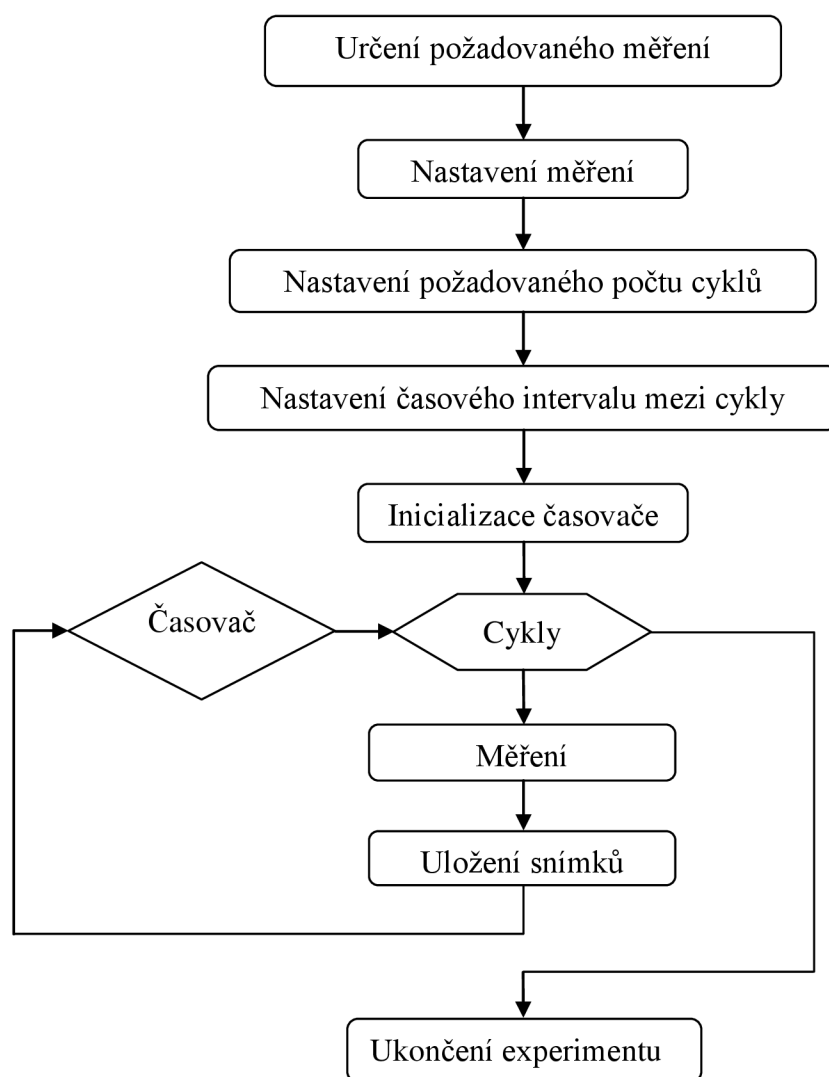 Určení požadovaného měření
Nastavení měření
Nastavení požadovaného počtu cyklů
Nastavení časového intervalu mezi cykly
Inicializace časovače
Časovač
Cykly
Měření
Uložení snímků
Ukončení experimentu